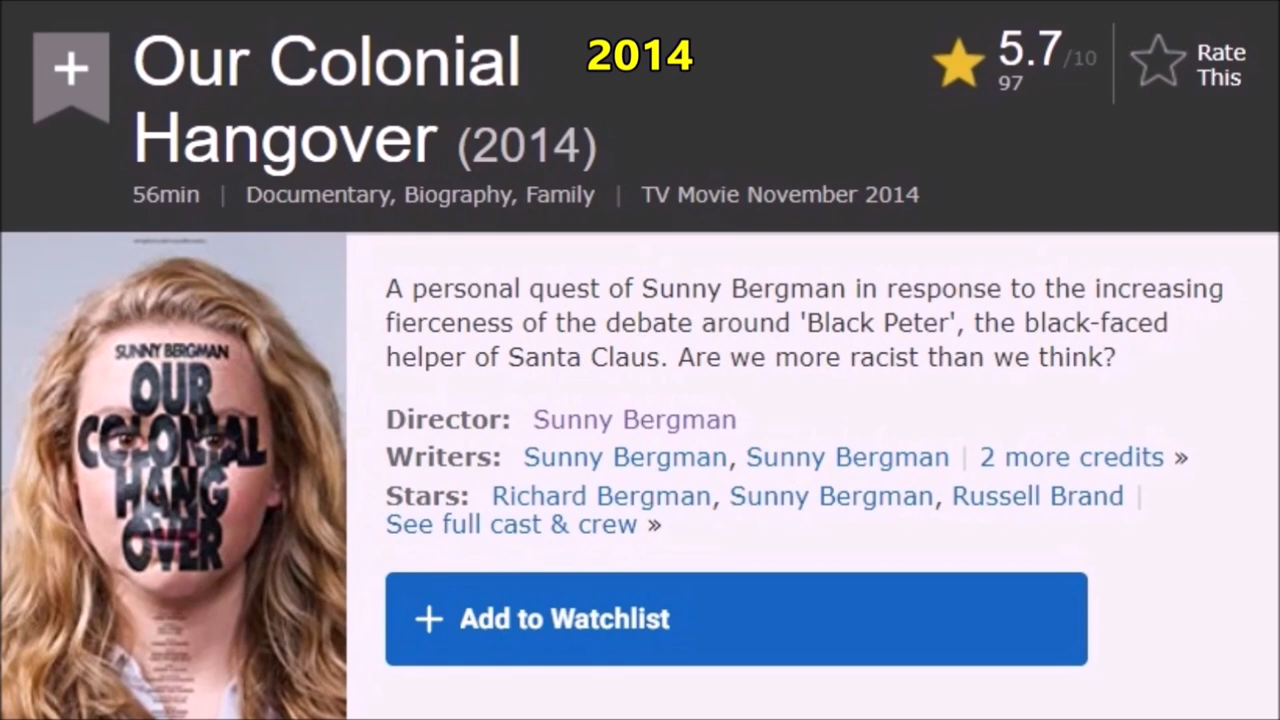 Our Colonial 2014
Hangover (2014)
5.7/10
97
Rate
This
56min | Documentary, Biography, Family | TV Movie November 2014
SUNNY BERGMAN
OUR
COLONIAL
HANG
OVER
A personal quest of Sunny Bergman in response to the increasing
fierceness of the debate around 'Black Peter', the black-faced
helper of Santa Claus. Are we more racist than we think?
Director: Sunny Bergman
Writers: Sunny Bergman, Sunny Bergman | 2 more credits »
Stars: Richard Bergman, Sunny Bergman, Russell Brand |
See full cast & crew »
+ Add to Watchlist